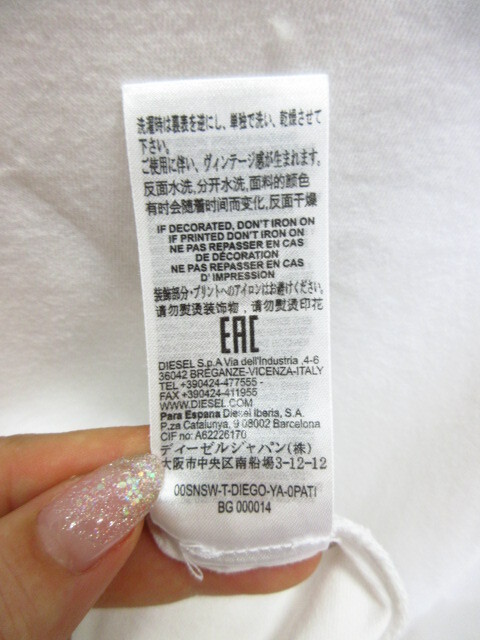 洗濯時は裏表を逆にし、単独で洗い、乾燥させて
下さい。
ご使用に伴い、ヴィンテージ感が生まれます。
反面水洗,分开水洗,面料的颜色
有时会随着时间而变化,反面干燥
IF DECORATED, DON'T IRON ON
IF PRINTED DON'T IRON ON
NE PAS REPASSER EN CAS
DE DÉCORATION
NE PAS REPASSER EN CAS
D'IMPRESSION
装飾部分・プリントへのアイロンはお避けください。
请勿熨烫装饰物，请勿熨烫印花
EAC
DIESEL S.p.A Via dell'Industria ,4-6
36042 BREGANZE-VICENZA-ITALY
TEL +390424-477555 -
FAX +390424-411955
WWW.DIESEL.COM
Para Espana Diesel Iberia, S.A.
P.za Catalunya, 9 08002 Barcelona
CIF no: A62226170
ディーゼルジャパン(株)
大阪市中央区南船場3-12-12
00SNSW-T-DIEGO-YA-0PATI
BG 000014